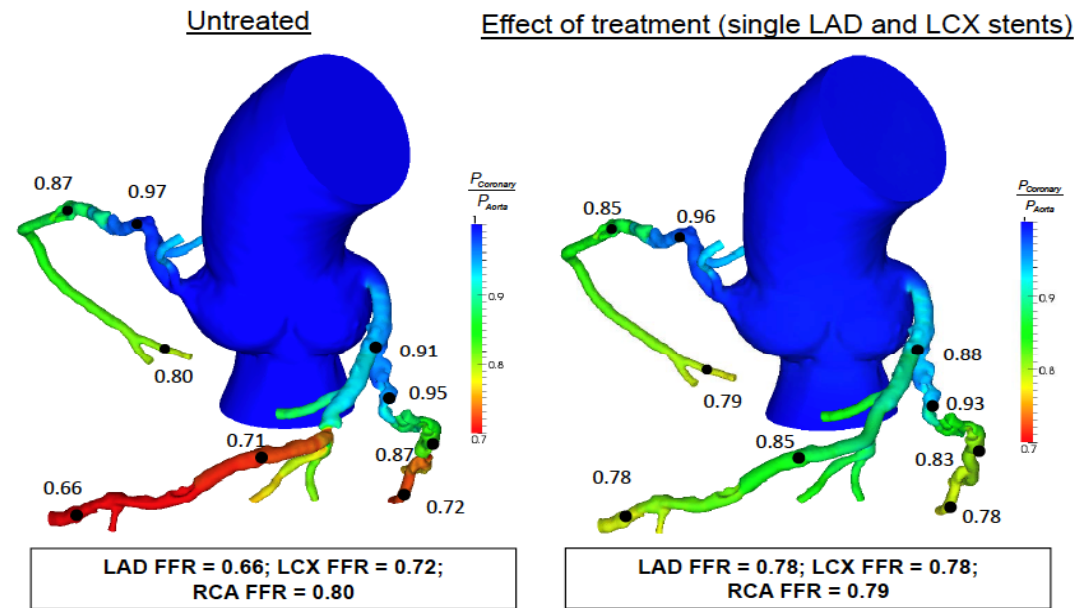 Untreated
Effect of treatment (single LAD and LCX stents)
0.87
0.97
0.80
0.91
0.95
0.71
0.87
0.66
0.72
P_Coronary
P_Aorta
1
0.9
0.8
0.7
LAD FFR = 0.66; LCX FFR = 0.72;
RCA FFR = 0.80
0.85
0.96
0.79
0.88
0.93
0.85
0.83
0.78
0.78
P_Coronary
P_Aorta
1
0.9
0.8
0.7
LAD FFR = 0.78; LCX FFR = 0.78;
RCA FFR = 0.79